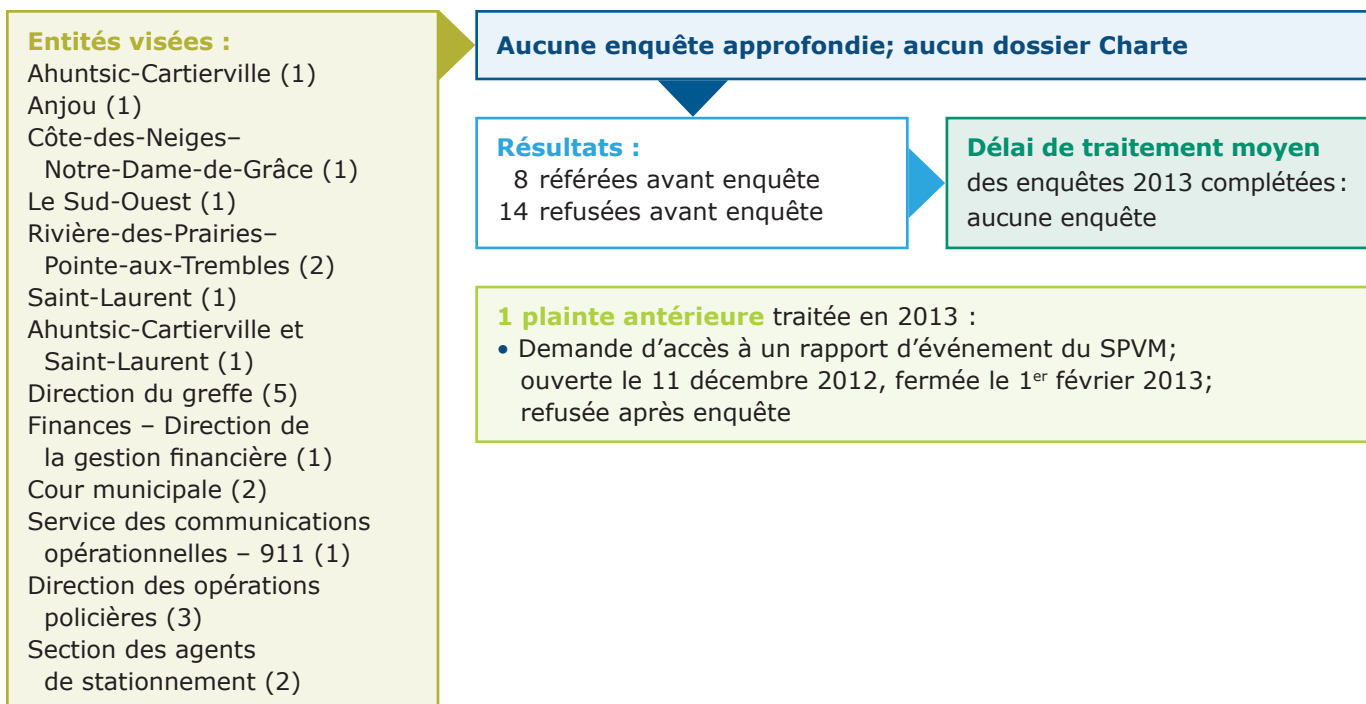 Entités visées :
Ahuntsic-Cartierville (1)
Anjou (1)
Côte-des-Neiges–
Notre-Dame-de-Grâce (1)
Le Sud-Ouest (1)
Rivière-des-Prairies–
Pointe-aux-Trembles (2)
Saint-Laurent (1)
Ahuntsic-Cartierville et
Saint-Laurent (1)
Direction du greffe (5)
Finances – Direction de
la gestion financière (1)
Cour municipale (2)
Service des communications
opérationnelles – 911 (1)
Direction des opérations
policières (3)
Section des agents
de stationnement (2)
Aucune enquête approfondie; aucun dossier Charte
Résultats :
8 référées avant enquête
14 refusées avant enquête
Délai de traitement moyen
des enquêtes 2013 complétées :
aucune enquête
1 plainte antérieure traitée en 2013 :
• Demande d’accès à un rapport d’événement du SPVM;
ouverte le 11 décembre 2012, fermée le 1er février 2013;
refusée après enquête